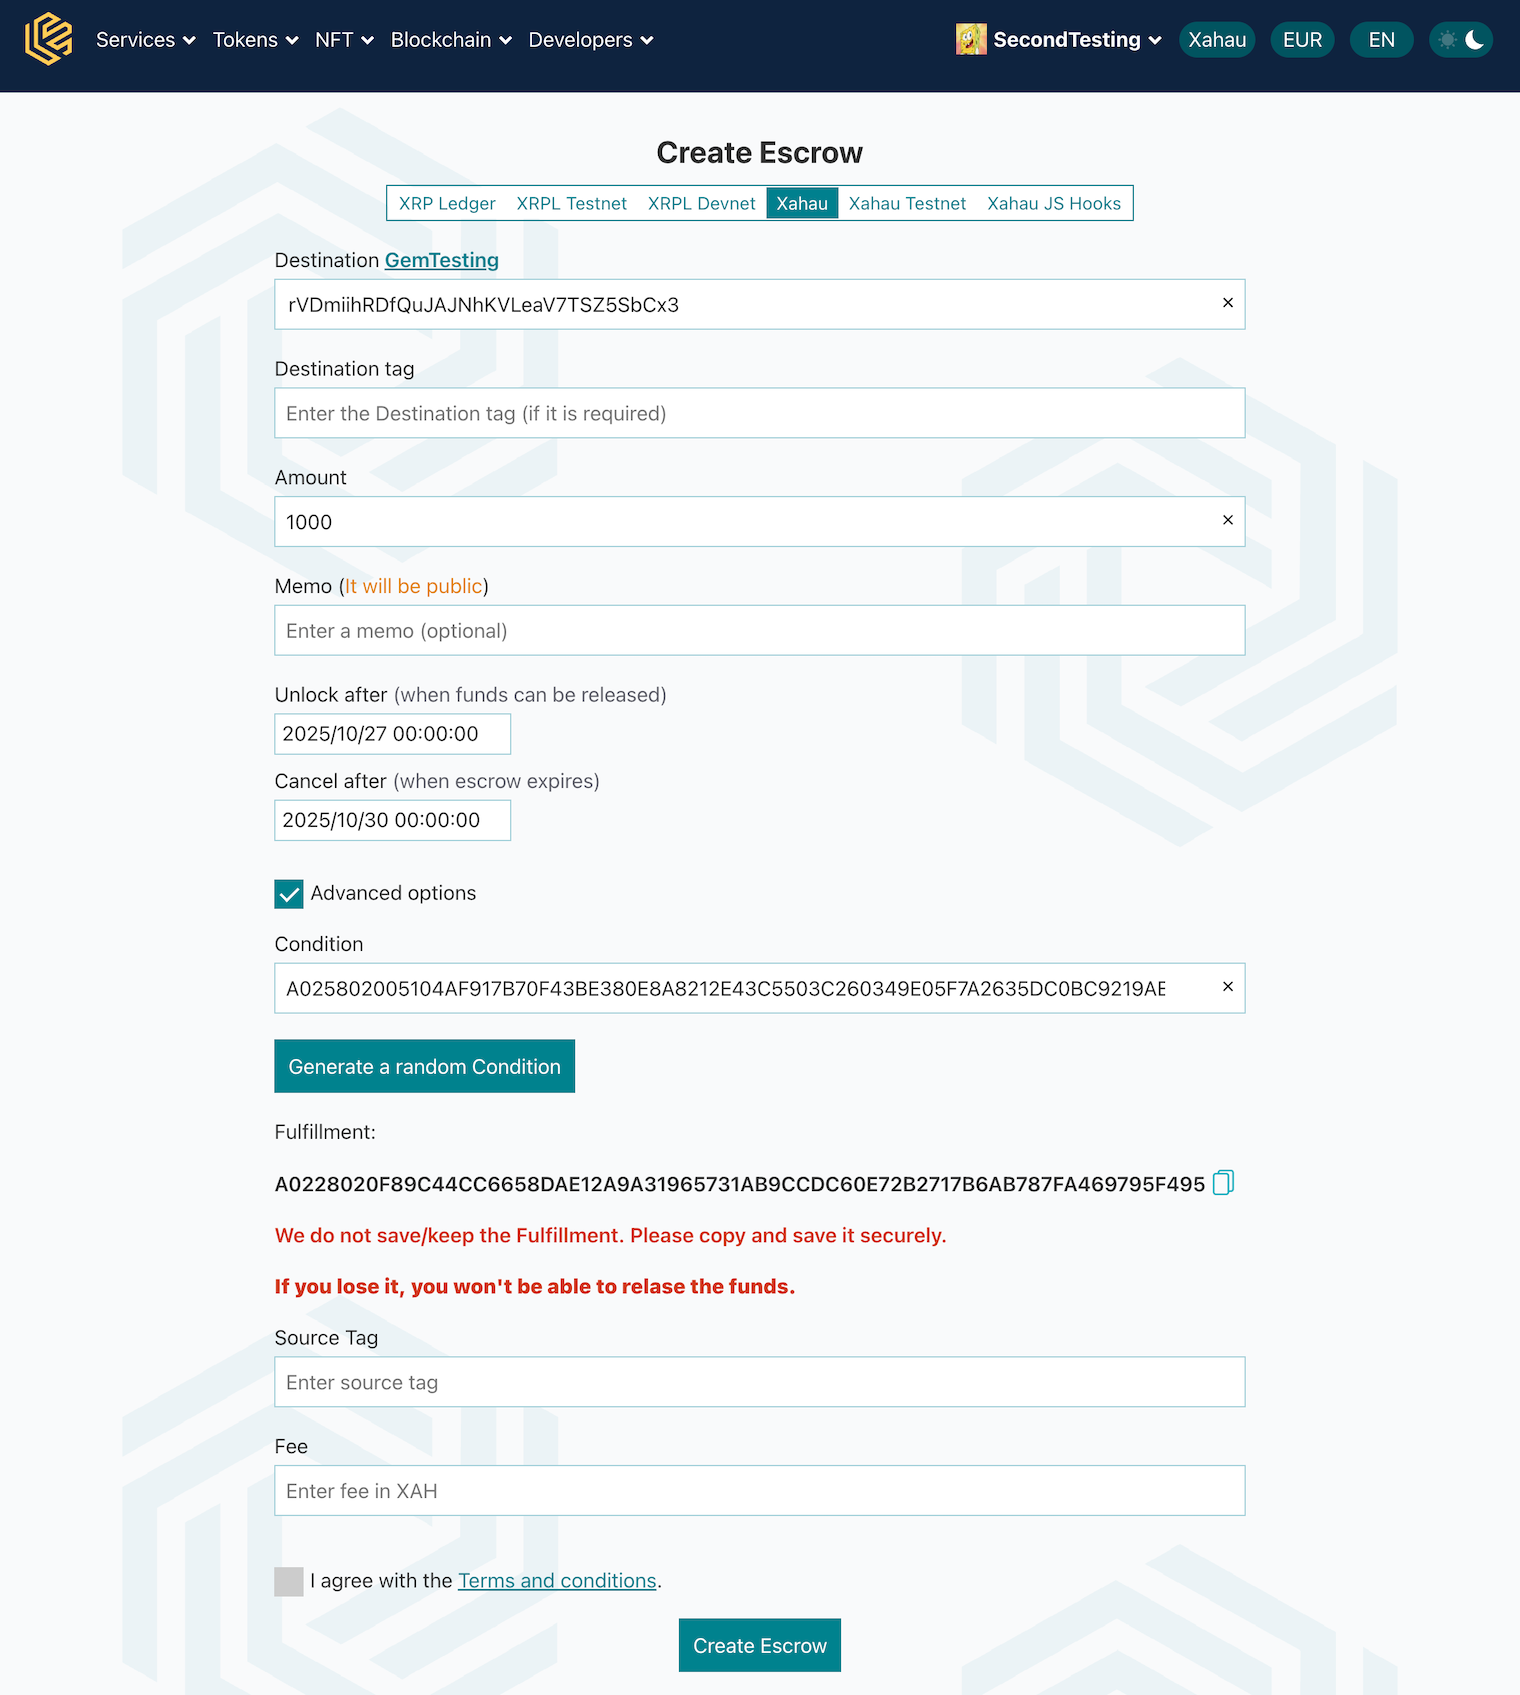 Services Tokens NFT Blockchain Developers SecondTesting Xahau EUR EN
Create Escrow
XRP Ledger XRPL Testnet XRPL Devnet Xahau Xahau Testnet Xahau JS Hooks
Destination GemTesting
rVDmiihRDfQuJAJNhKVLeaV7TSZ5SbCx3
Destination tag
Enter the Destination tag (if it is required)
Amount
1000
Memo (It will be public)
Enter a memo (optional)
Unlock after (when funds can be released)
2025/10/27 00:00:00
Cancel after (when escrow expires)
2025/10/30 00:00:00
Advanced options
Condition
A025802005104AF917B70F43BE380E8A8212E43C5503C260349E05F7A2635DC0BC9219AE
Generate a random Condition
Fulfillment:
A0228020F89C44CC6658DAE12A9A31965731AB9CCDC60E72B2717B6AB787FA469795F495
We do not save/keep the Fulfillment. Please copy and save it securely.
If you lose it, you won't be able to relase the funds.
Source Tag
Enter source tag
Fee
Enter fee in XAH
I agree with the Terms and conditions.
Create Escrow